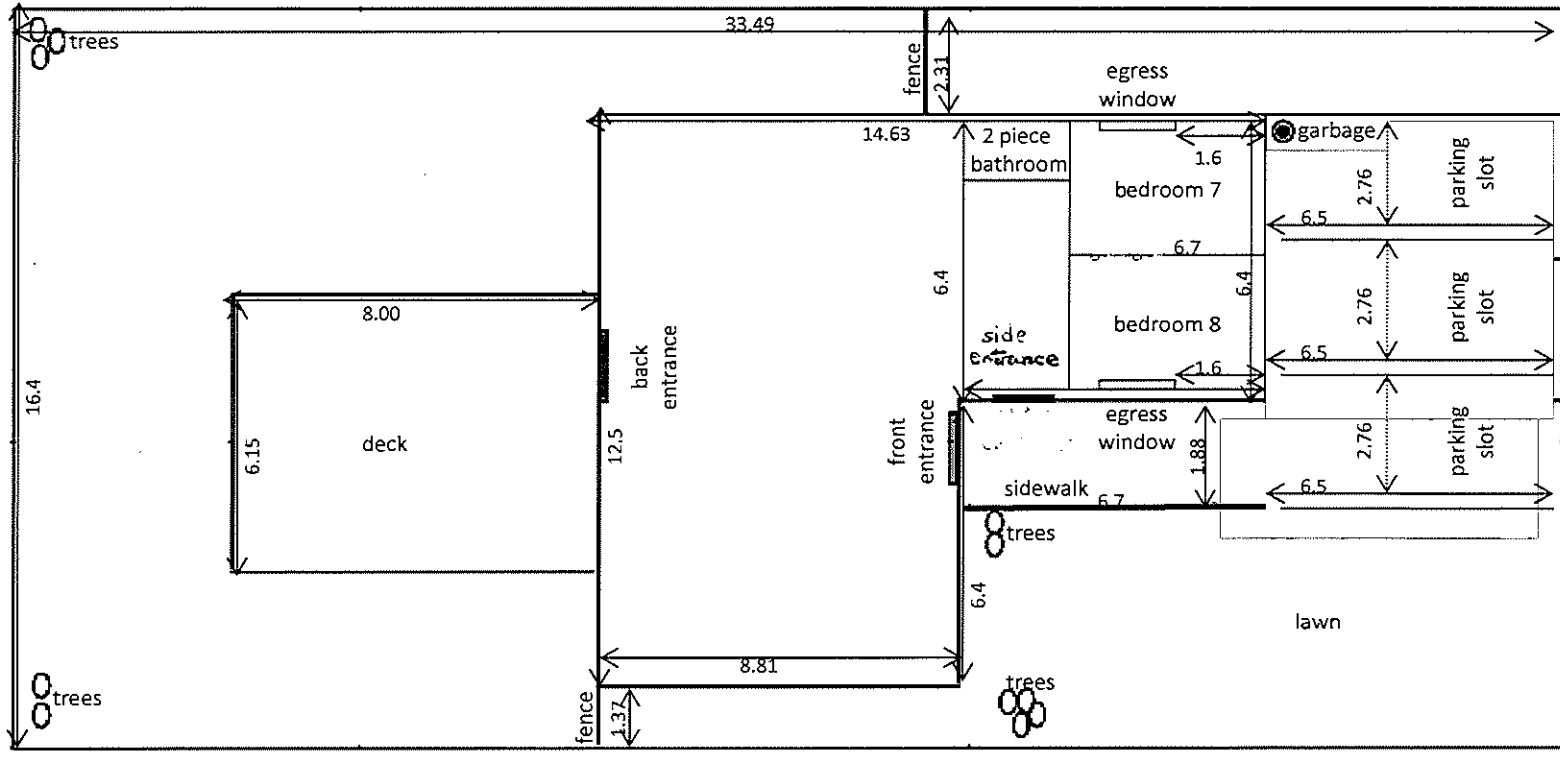 33.49
trees
fence
2.31
egress
window
14.63
2 piece
bathroom
1.6
garbage
bedroom 7
2.76
parking
slot
6.5
6.7
6.4
6.4
8.00
bedroom 8
2.76
parking
slot
side
entrance
back
entrance
1.6
6.5
16.4
6.15
deck
12.5
front
entrance
egress
window
1.88
2.76
parking
slot
sidewalk
6.7
6.5
trees
6.4
lawn
8.81
trees
trees
fence
1.37